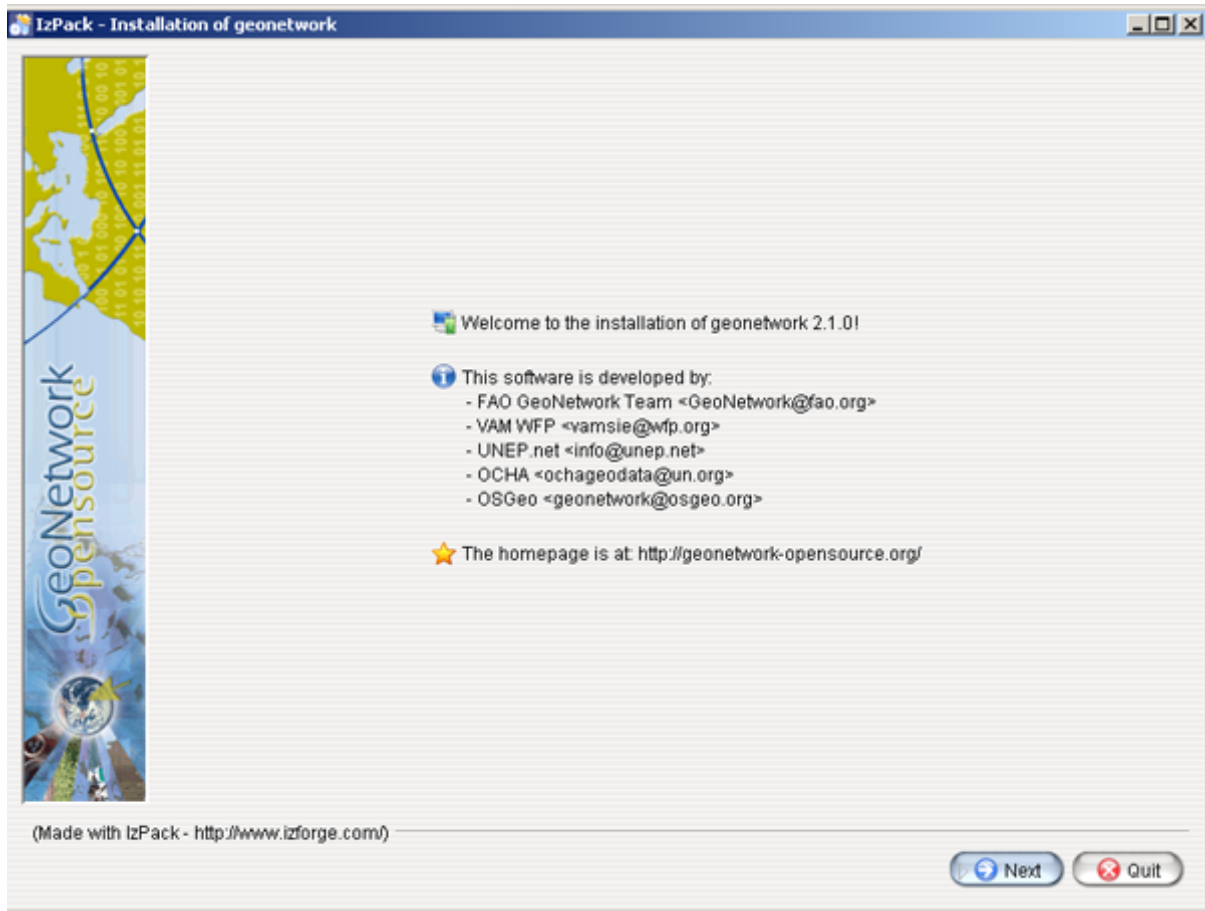 IzPack - Installation of geonetwork
GeoNetwork
Opensource
Welcome to the installation of geonetwork 2.1.0!
This software is developed by:
- FAO GeoNetwork Team <GeoNetwork@fao.org>
- VAM WFP <vamsie@wfp.org>
- UNEP.net <info@unep.net>
- OCHA <ochageodata@un.org>
- OSGeo <geonetwork@osgeo.org>
The homepage is at: http://geonetwork-opensource.org/
(Made with IzPack - http://www.izforge.com/)
Next
Quit